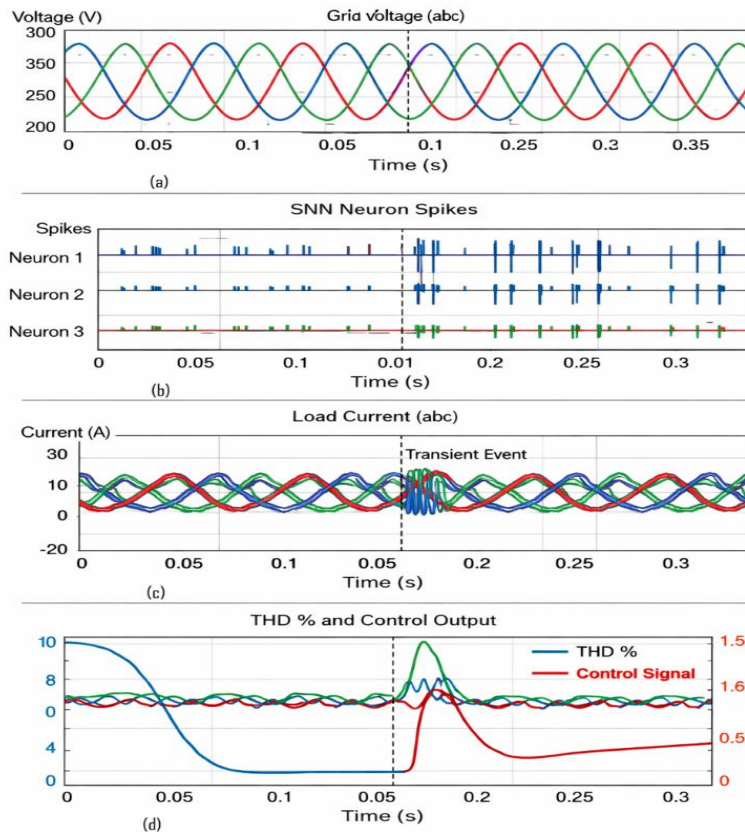 Voltage (V) Grid voltage (abc)
300
350
250
200
0 0.05 0.1 0.05 0.1 0.25 0.3 0.35
Time (s)
(a)
SNN Neuron Spikes
Spikes
Neuron 1
Neuron 2
Neuron 3
0 0.05 0.1 0.01 0.2 0.25 0.3
Time (s)
(b)
Load Current (abc)
Current (A)
30
10
0
-20
Transient Event
0.05 0.1 0.05 0.2 0.25 0.3
Time (s)
(c)
THD % and Control Output
10
8
0
4
0
THD %
Control Signal
1.5
1.6
0.5
0
0 0.05 0.1 0.05 0.2 0.25 0.3
Time (s)
(d)